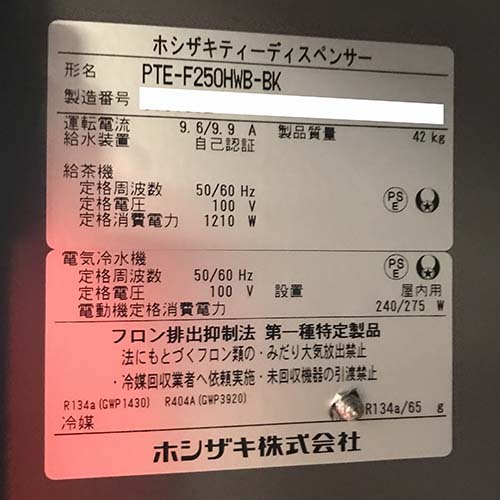 ホシザキティーディスペンサー
形名 PTE-F250HWB-BK
製造番号
運転電流 9.6/9.9 A 製品質量 42 kg
給水装置 自己認証
給茶機
定格周波数 50/60 Hz
定格電圧 100 V
定格消費電力 1210 W
PS E
電気冷水機
定格周波数 50/60 Hz
定格電圧 100 V 設置 屋内用
電動機定格消費電力 240/275 W
PS E
フロン排出抑制法 第一種特定製品
法にもとづくフロン類の・みだり大気放出禁止
・冷媒回収業者へ依頼実施・未回収機器の引渡禁止
R134a(GWP1430) R404A(GWP3920)
冷媒 R134a/65 g
ホシザキ株式会社